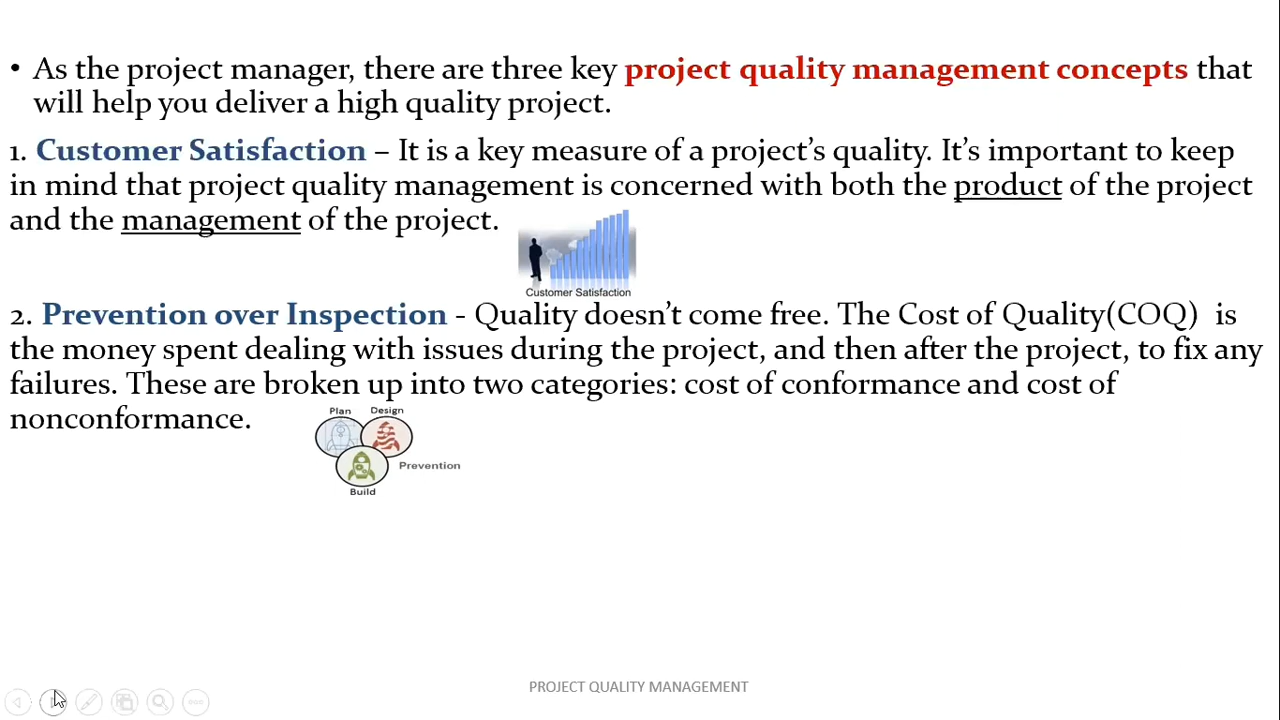 • As the project manager, there are three key project quality management concepts that
will help you deliver a high quality project.
1. Customer Satisfaction – It is a key measure of a project’s quality. It’s important to keep
in mind that project quality management is concerned with both the product of the project
and the management of the project.
Customer Satisfaction
2. Prevention over Inspection - Quality doesn’t come free. The Cost of Quality(COQ)  is
the money spent dealing with issues during the project, and then after the project, to fix any
failures. These are broken up into two categories: cost of conformance and cost of
nonconformance.
Plan Design
Prevention
Build
PROJECT QUALITY MANAGEMENT